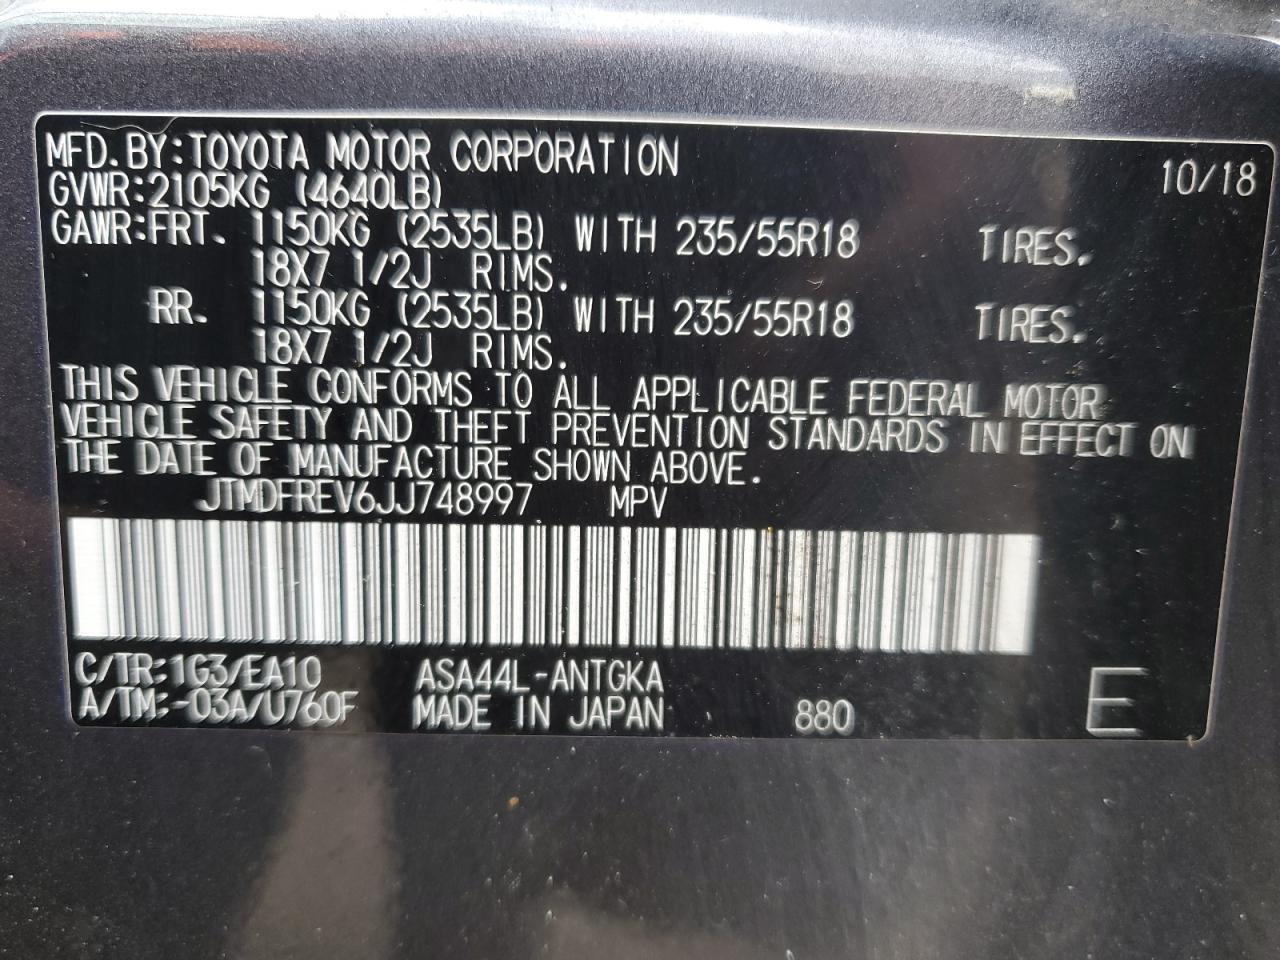 MFD. BY: TOYOTA MOTOR CORPORATION 10/18
GVWR: 2105KG (4640LB)
GAWR: FRT. 1150KG (2535LB) WITH 235/55R18 TIRES.
18X7 1/2J RIMS.
RR. 1150KG (2535LB) WITH 235/55R18 TIRES.
18X7 1/2J RIMS.
THIS VEHICLE CONFORMS TO ALL APPLICABLE FEDERAL MOTOR
VEHICLE SAFETY AND THEFT PREVENTION STANDARDS IN EFFECT ON
THE DATE OF MANUFACTURE SHOWN ABOVE.
JTMDFREV6JJ748997 MPV
C/TR: 1G3/EA10 ASA44L-ANTGKA
A/TM: -03A/U760F MADE IN JAPAN 880 E